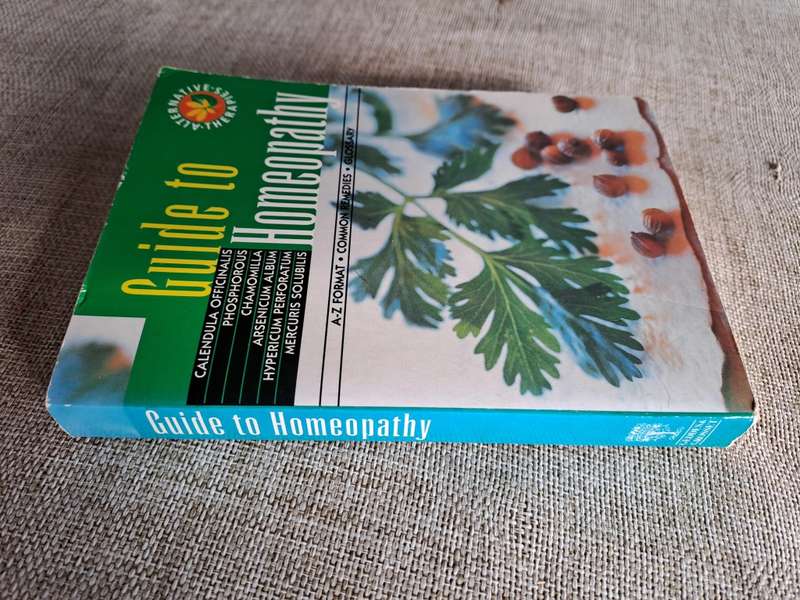 ALTERNATIVE · THERAPIES ·
Guide to
Homeopathy
CALENDULA OFFICINALIS
PHOSPHOROUS
CHAMOMILLA
ARSENICUM ALBUM
HYPERICUM PERFORATUM
MERCURIS SOLUBILIS
A-Z FORMAT • COMMON REMEDIES • GLOSSARY
Guide to Homeopathy